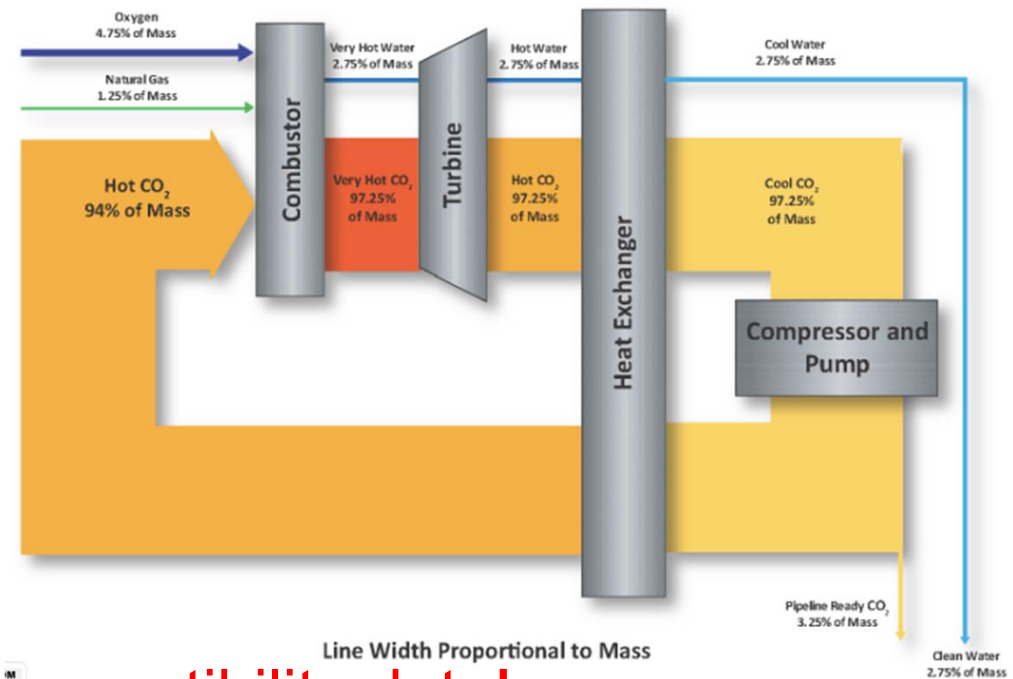 Oxygen
4.75% of Mass
Natural Gas
1.25% of Mass
Hot CO₂
94% of Mass
Combustor
Very Hot Water
2.75% of Mass
Very Hot CO₂
97.25%
of Mass
Turbine
Hot Water
2.75% of Mass
Hot CO₂
97.25%
of Mass
Heat Exchanger
Cool Water
2.75% of Mass
Cool CO₂
97.25%
of Mass
Compressor and
Pump
Pipeline Ready CO₂
3.25% of Mass
Clean Water
2.75% of Mass
Line Width Proportional to Mass